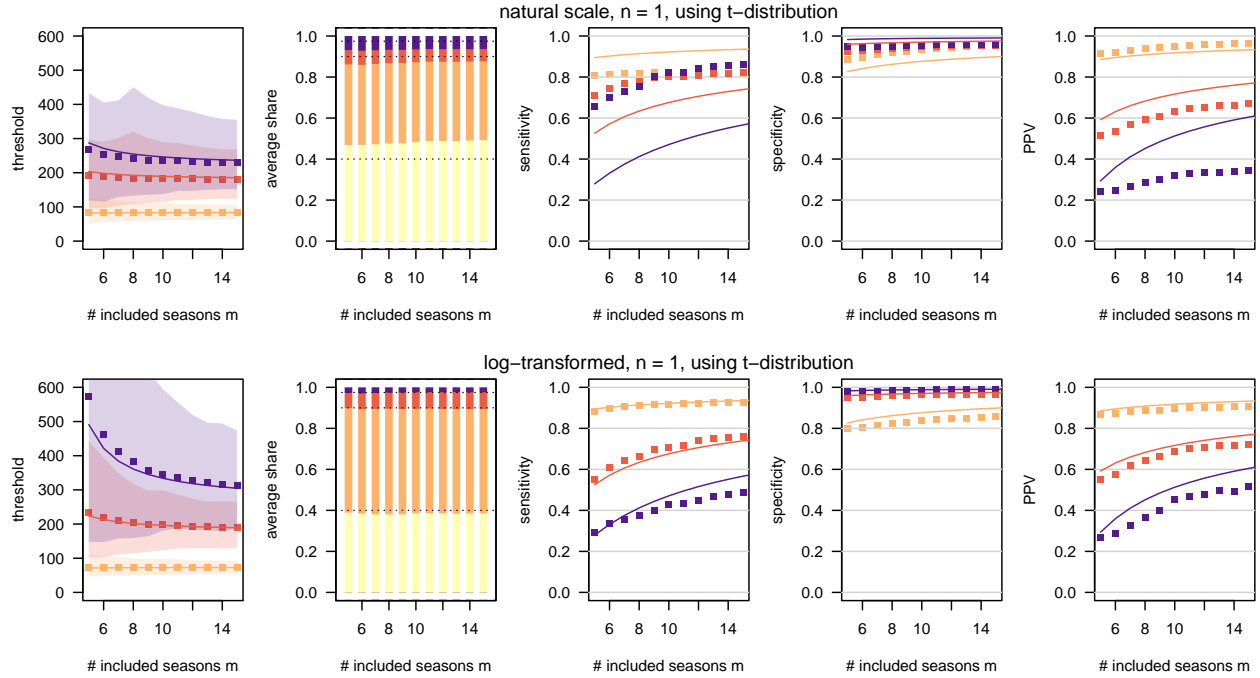 natural scale, n = 1, using t−distribution
threshold
600
500
400
300
200
100
0
6 8 10 14
# included seasons m
average share
1.0
0.8
0.6
0.4
0.2
0.0
6 8 10 14
# included seasons m
sensitivity
1.0
0.8
0.6
0.4
0.2
0.0
6 8 10 14
# included seasons m
specificity
1.0
0.8
0.6
0.4
0.2
0.0
6 8 10 14
# included seasons m
PPV
1.0
0.8
0.6
0.4
0.2
0.0
6 8 10 14
# included seasons m
log−transformed, n = 1, using t−distribution
threshold
600
500
400
300
200
100
0
6 8 10 14
# included seasons m
average share
1.0
0.8
0.6
0.4
0.2
0.0
6 8 10 14
# included seasons m
sensitivity
1.0
0.8
0.6
0.4
0.2
0.0
6 8 10 14
# included seasons m
specificity
1.0
0.8
0.6
0.4
0.2
0.0
6 8 10 14
# included seasons m
PPV
1.0
0.8
0.6
0.4
0.2
0.0
6 8 10 14
# included seasons m